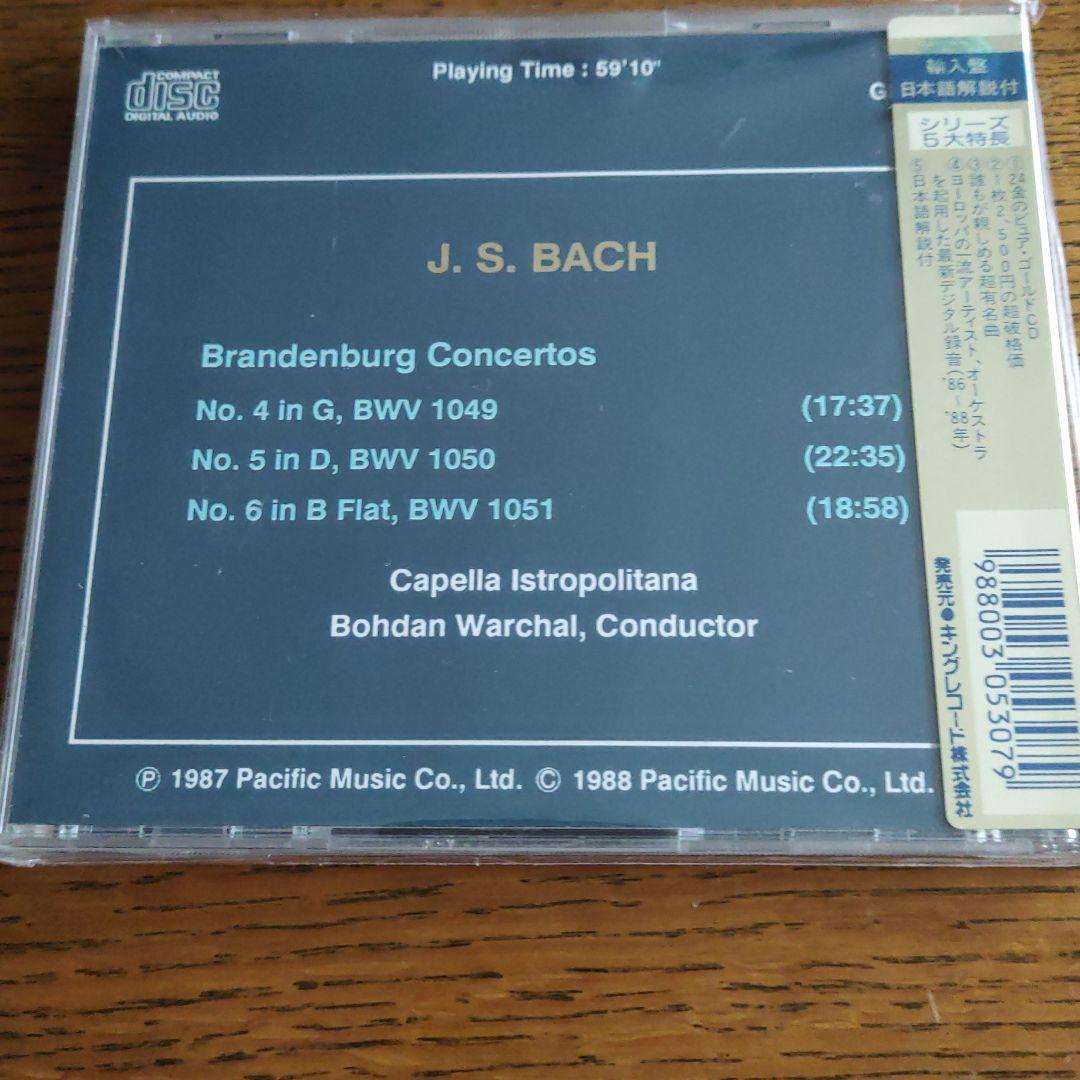 COMPACT
disc
DIGITAL AUDIO
Playing Time : 59'10"
G
J. S. BACH
Brandenburg Concertos
No. 4 in G, BWV 1049 (17:37)
No. 5 in D, BWV 1050 (22:35)
No. 6 in B Flat, BWV 1051 (18:58)
Capella Istropolitana
Bohdan Warchal, Conductor
Ⓟ 1987 Pacific Music Co., Ltd. © 1988 Pacific Music Co., Ltd.
輸入盤
日本語解説付
シリーズ
5大特長
①24金のピュア・ゴールドCD
②1枚2,500円の超破格価
③誰もが親しめる超有名曲
④ヨーロッパの一流アーティスト、オーケストラ
を起用した最新デジタル録音('86〜'88年)
⑤日本語解説付
発売元●キングレコード株式会社
988003 053079